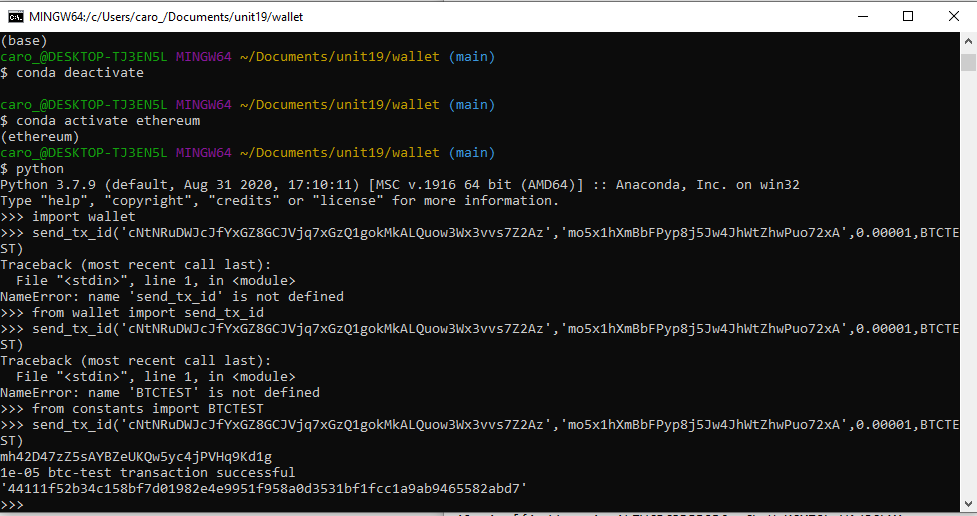 MINGW64:/c/Users/caro_/Documents/unit19/wallet
(base)
caro_@DESKTOP-TJ3EN5L MINGW64 ~/Documents/unit19/wallet (main)
$ conda deactivate
caro_@DESKTOP-TJ3EN5L MINGW64 ~/Documents/unit19/wallet (main)
$ conda activate ethereum
(ethereum)
caro_@DESKTOP-TJ3EN5L MINGW64 ~/Documents/unit19/wallet (main)
$ python
Python 3.7.9 (default, Aug 31 2020, 17:10:11) [MSC v.1916 64 bit (AMD64)] :: Anaconda, Inc. on win32
Type "help", "copyright", "credits" or "license" for more information.
>>> import wallet
>>> send_tx_id('cNtNRuDWJcJfYxGZ8GCJVjq7xGzQ1gokMkALQuow3Wx3vvs7Z2Az','mo5x1hXmBbFPyp8j5Jw4JhWtZhwPuo72xA',0.00001,BTCTE
ST)
Traceback (most recent call last):
  File "<stdin>", line 1, in <module>
NameError: name 'send_tx_id' is not defined
>>> from wallet import send_tx_id
>>> send_tx_id('cNtNRuDWJcJfYxGZ8GCJVjq7xGzQ1gokMkALQuow3Wx3vvs7Z2Az','mo5x1hXmBbFPyp8j5Jw4JhWtZhwPuo72xA',0.00001,BTCTE
ST)
Traceback (most recent call last):
  File "<stdin>", line 1, in <module>
NameError: name 'BTCTEST' is not defined
>>> from constants import BTCTEST
>>> send_tx_id('cNtNRuDWJcJfYxGZ8GCJVjq7xGzQ1gokMkALQuow3Wx3vvs7Z2Az','mo5x1hXmBbFPyp8j5Jw4JhWtZhwPuo72xA',0.00001,BTCTE
ST)
mh42D47zZ5sAYBZeUKQw5yc4jPVHq9Kd1g
1e-05 btc-test transaction successful
'44111f52b34c158bf7d01982e4e9951f958a0d3531bf1fcc1a9ab9465582abd7'
>>>